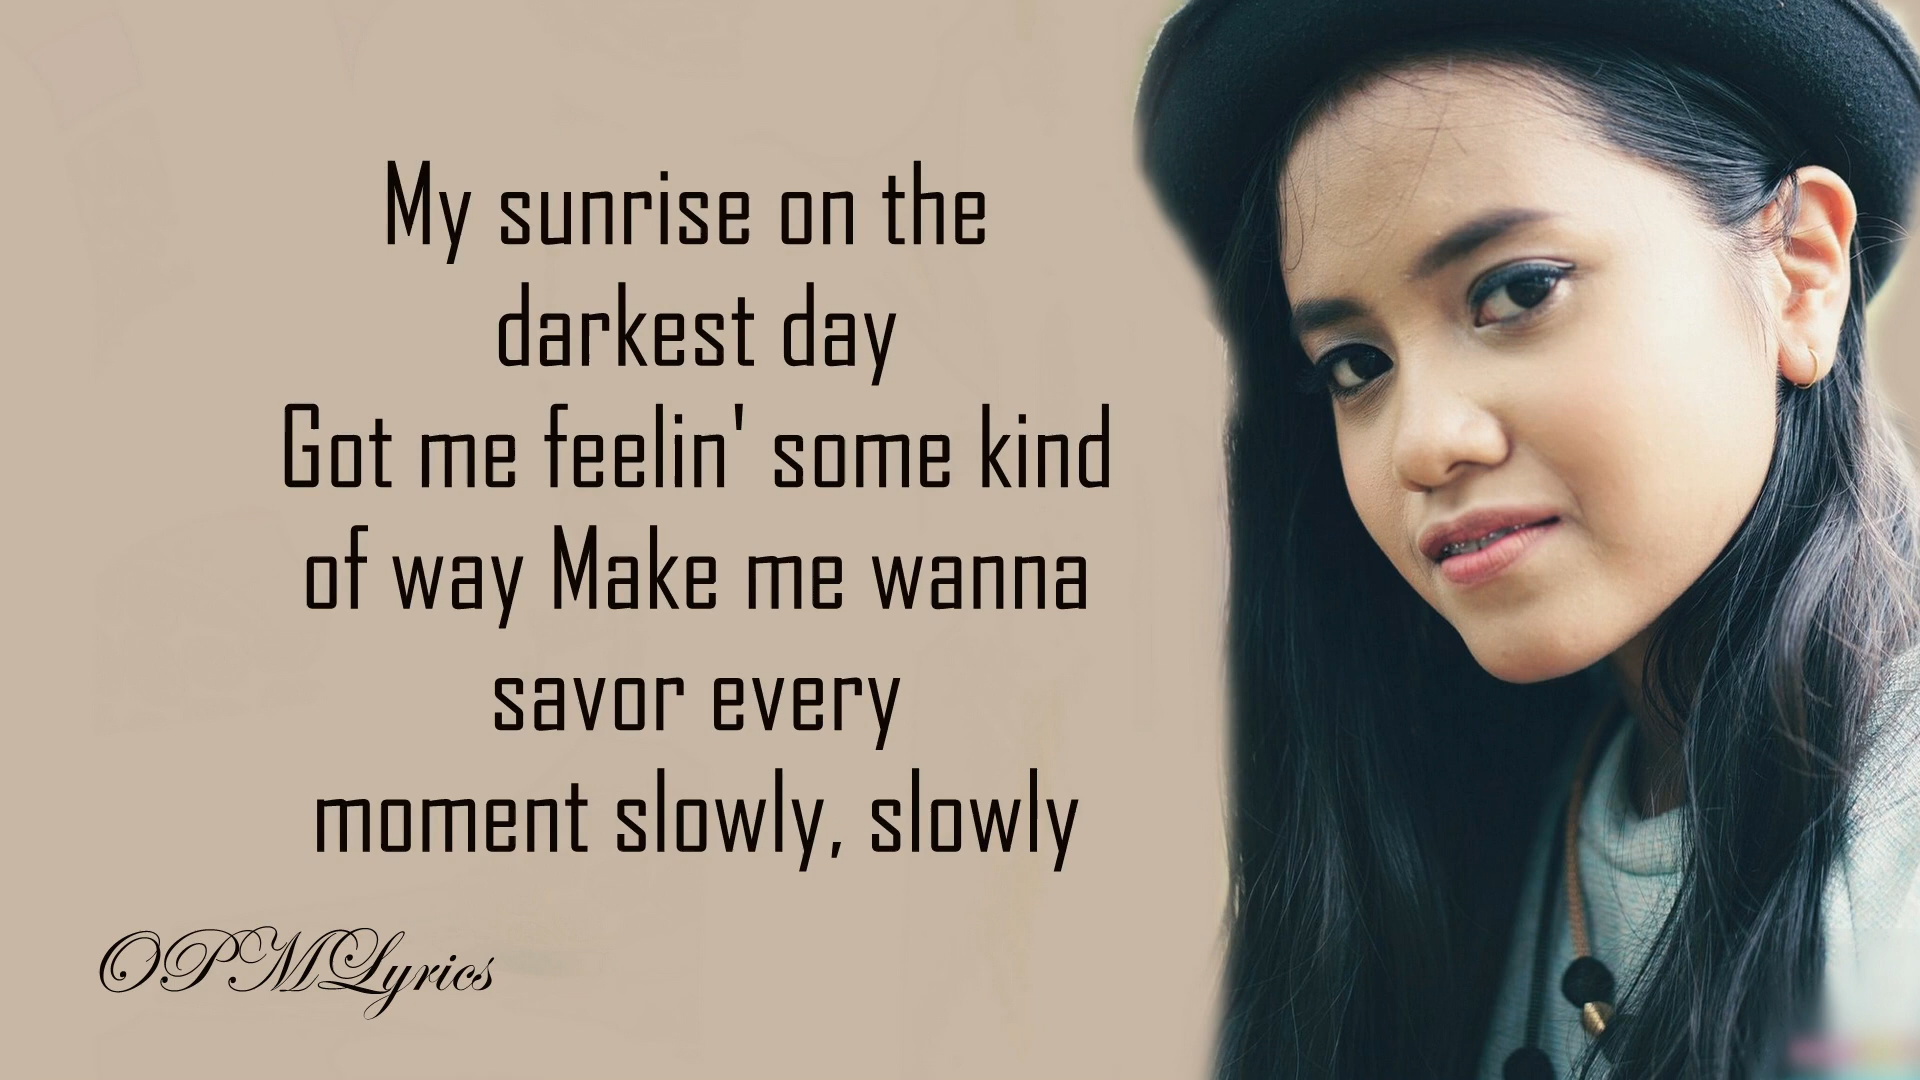 My sunrise on the
darkest day
Got me feelin' some kind
of way Make me wanna
savor every
moment slowly, slowly
OPMLyrics